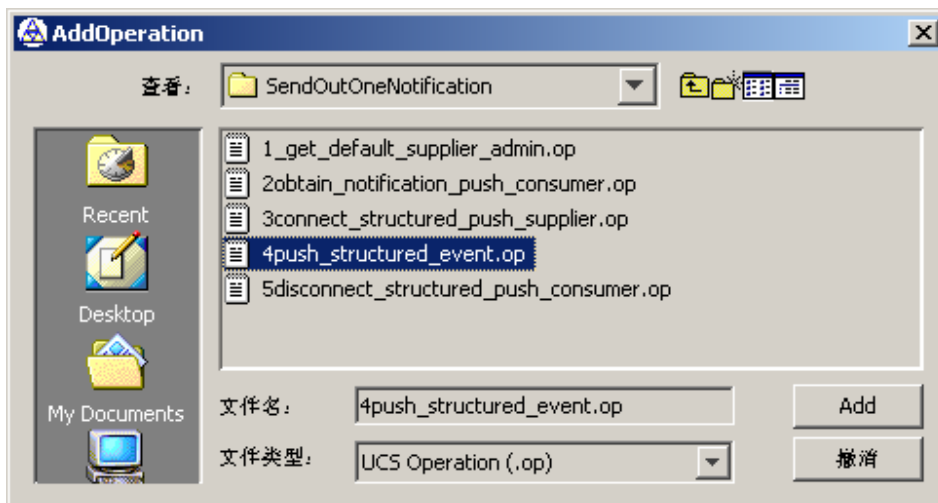 AddOperation
查看：
SendOutOneNotification
Recent
Desktop
My Documents
1_get_default_supplier_admin.op
2obtain_notification_push_consumer.op
3connect_structured_push_supplier.op
4push_structured_event.op
5disconnect_structured_push_consumer.op
文件名：
4push_structured_event.op
Add
文件类型：
UCS Operation (.op)
撤消